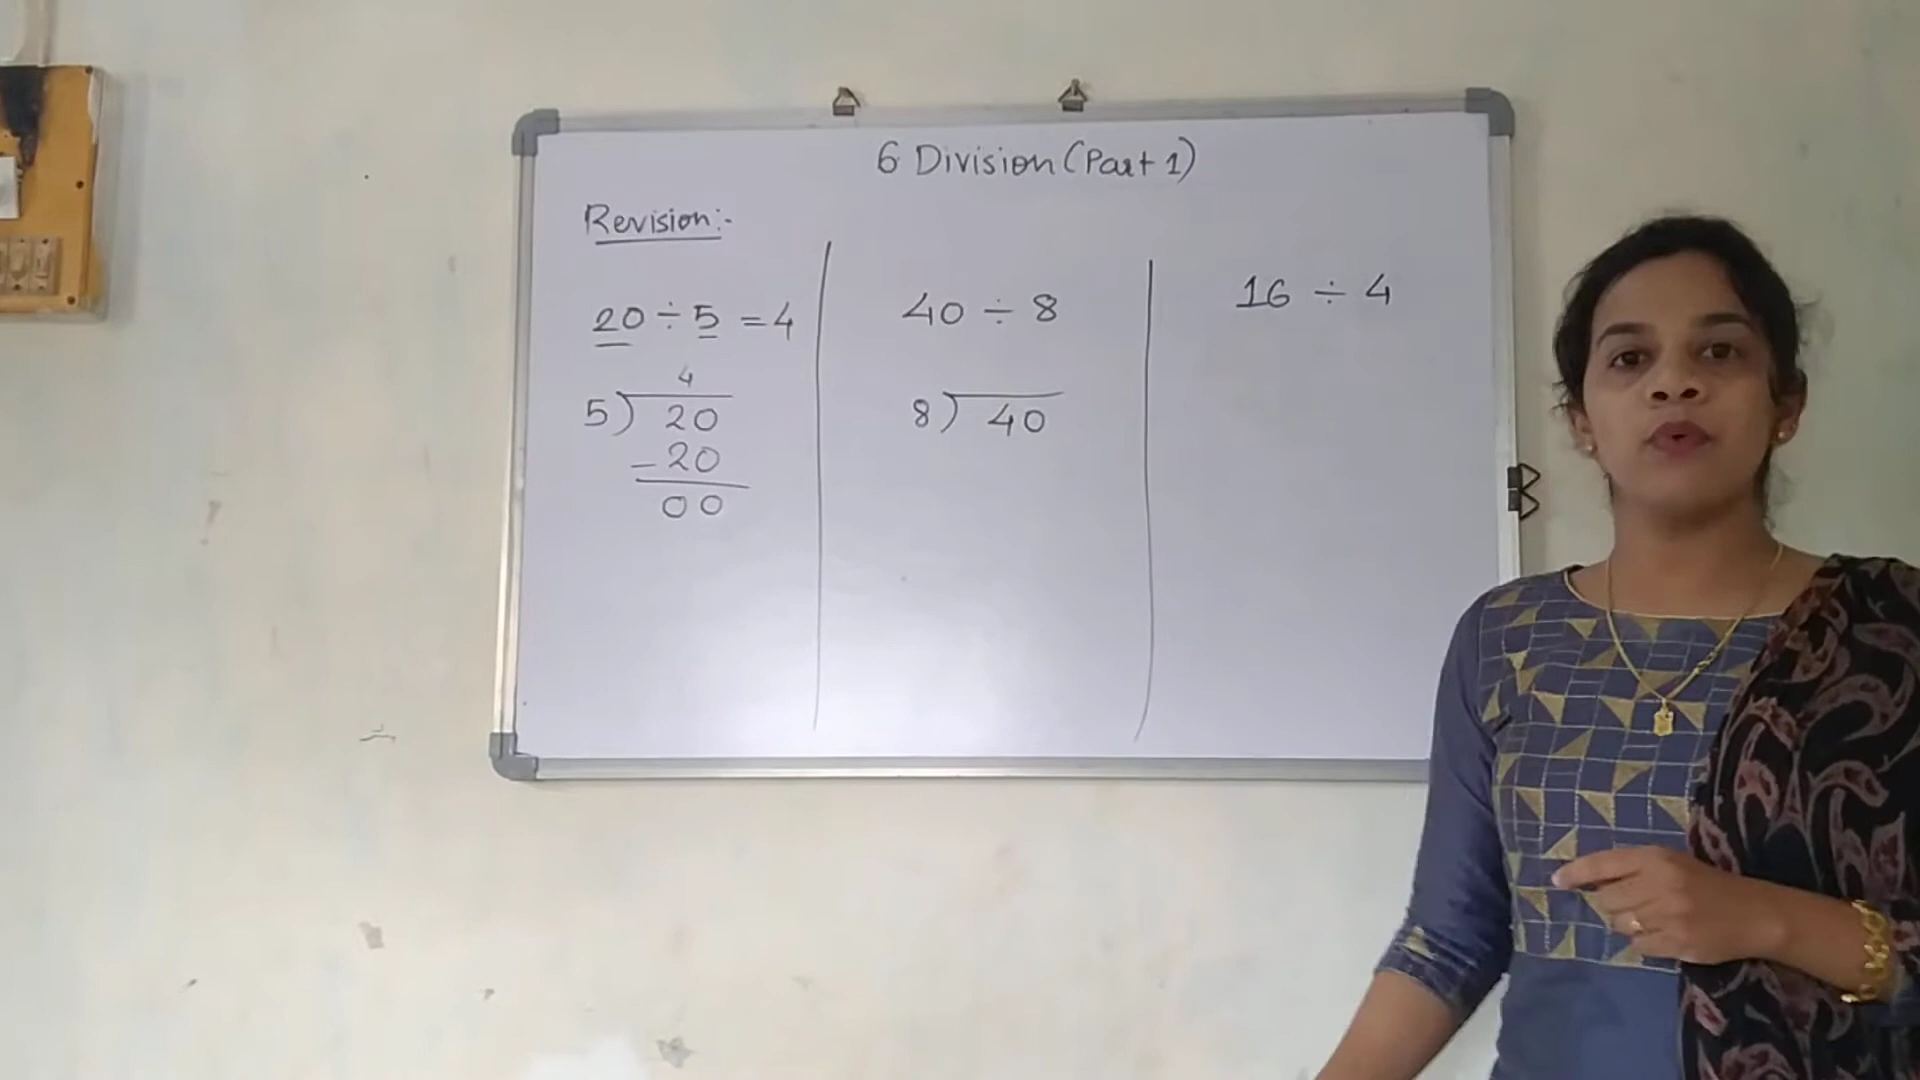 6 Division (Part 1)
Revision:-
20 ÷ 5 = 4
4
5) 20
- 20
00
40 ÷ 8
8) 40
16 ÷ 4